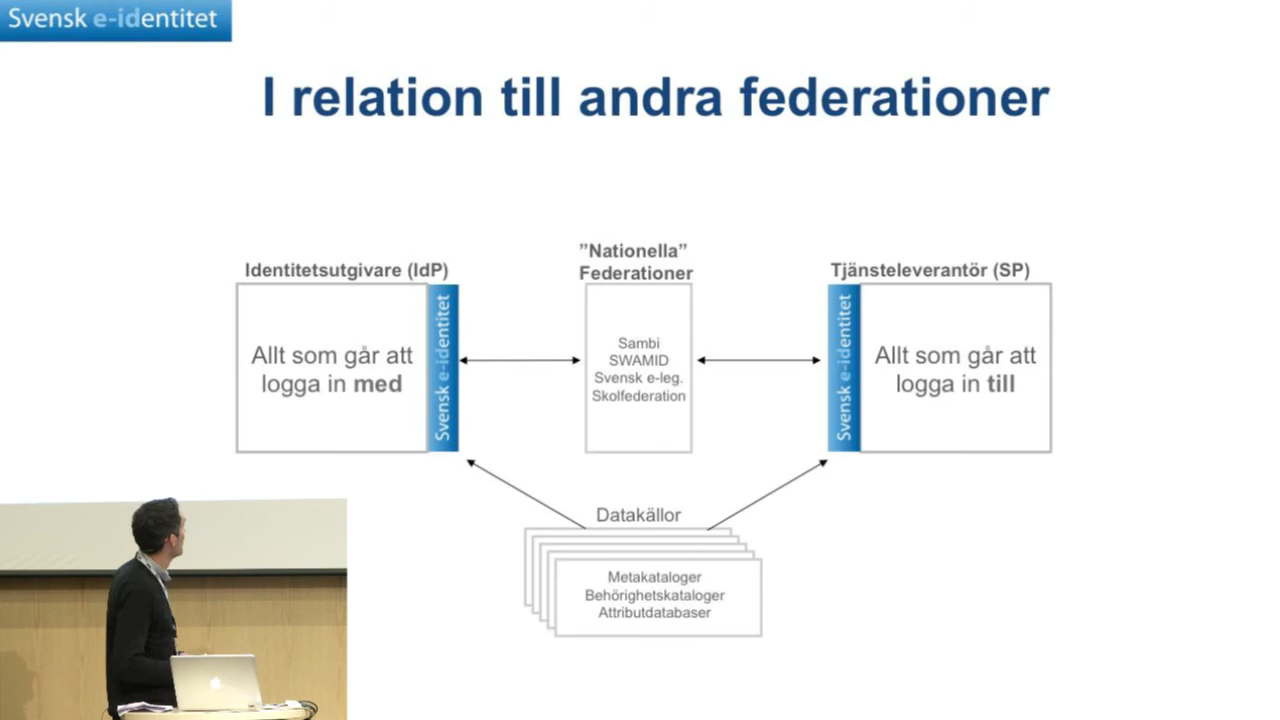 Svensk e-identitet
I relation till andra federationer
Identitetsutgivare (IdP)
Allt som går att
logga in med
Svensk e-identitet
”Nationella”
Federationer
Sambi
SWAMID
Svensk e-leg.
Skolfederation
Tjänsteleverantör (SP)
Svensk e-identitet
Allt som går att
logga in till
Datakällor
Metakataloger
Behörighetskataloger
Attributdatabaser